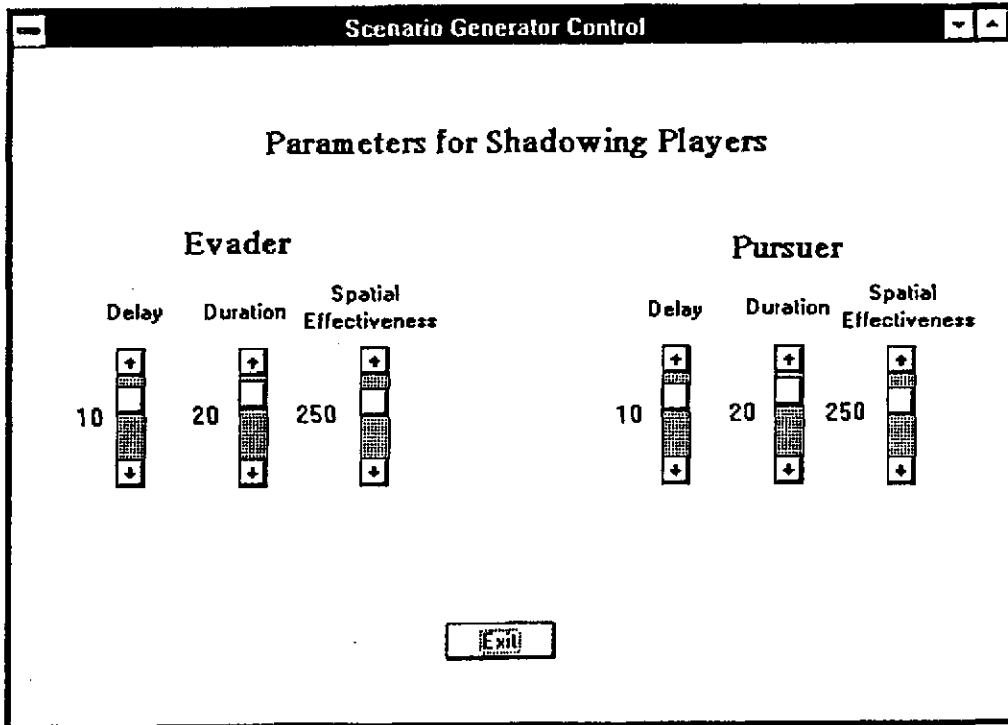 Scenario Generator Control
Parameters for Shadowing Players
Evader
Pursuer
Delay Duration Spatial Effectiveness
Delay Duration Spatial Effectiveness
10 20 250
10 20 250
Exit